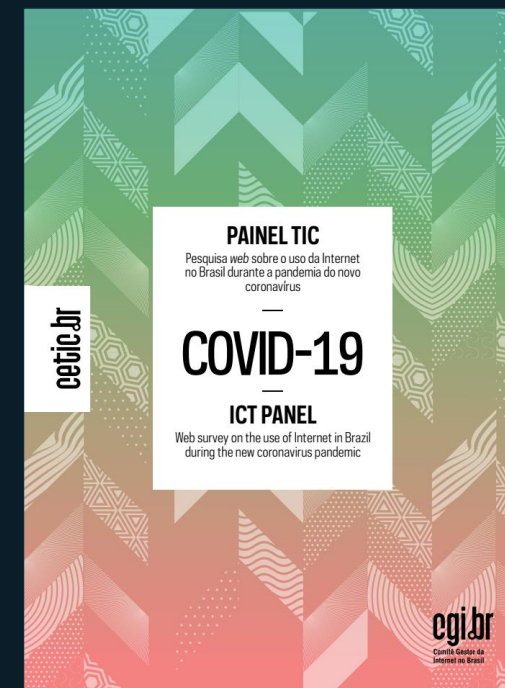 PAINEL TIC
Pesquisa web sobre o uso da Internet
no Brasil durante a pandemia do novo
coronavírus
COVID-19
ICT PANEL
Web survey on the use of Internet in Brazil
during the new coronavirus pandemic
cetic.br
cgi.br
Comitê Gestor da
Internet no Brasil